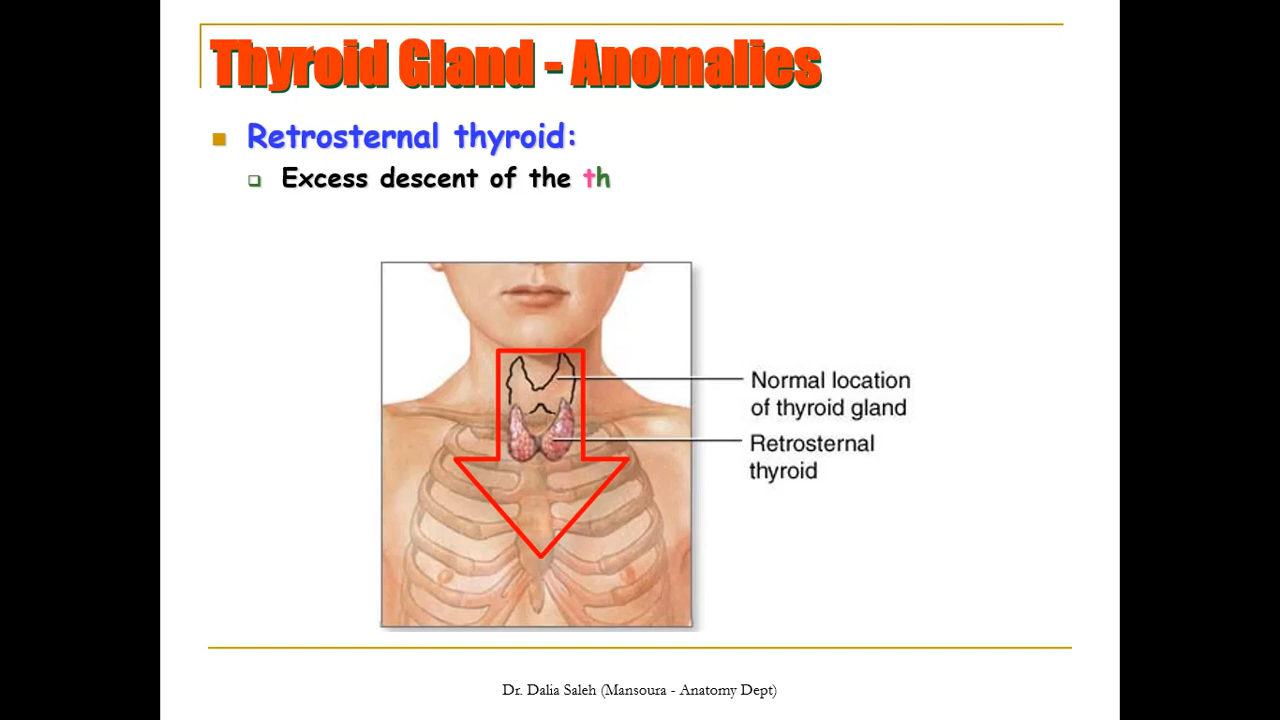 Thyroid Gland - Anomalies
Retrosternal thyroid:
Excess descent of the th
Normal location
of thyroid gland
Retrosternal
thyroid
Dr. Dalia Saleh (Mansoura - Anatomy Dept)